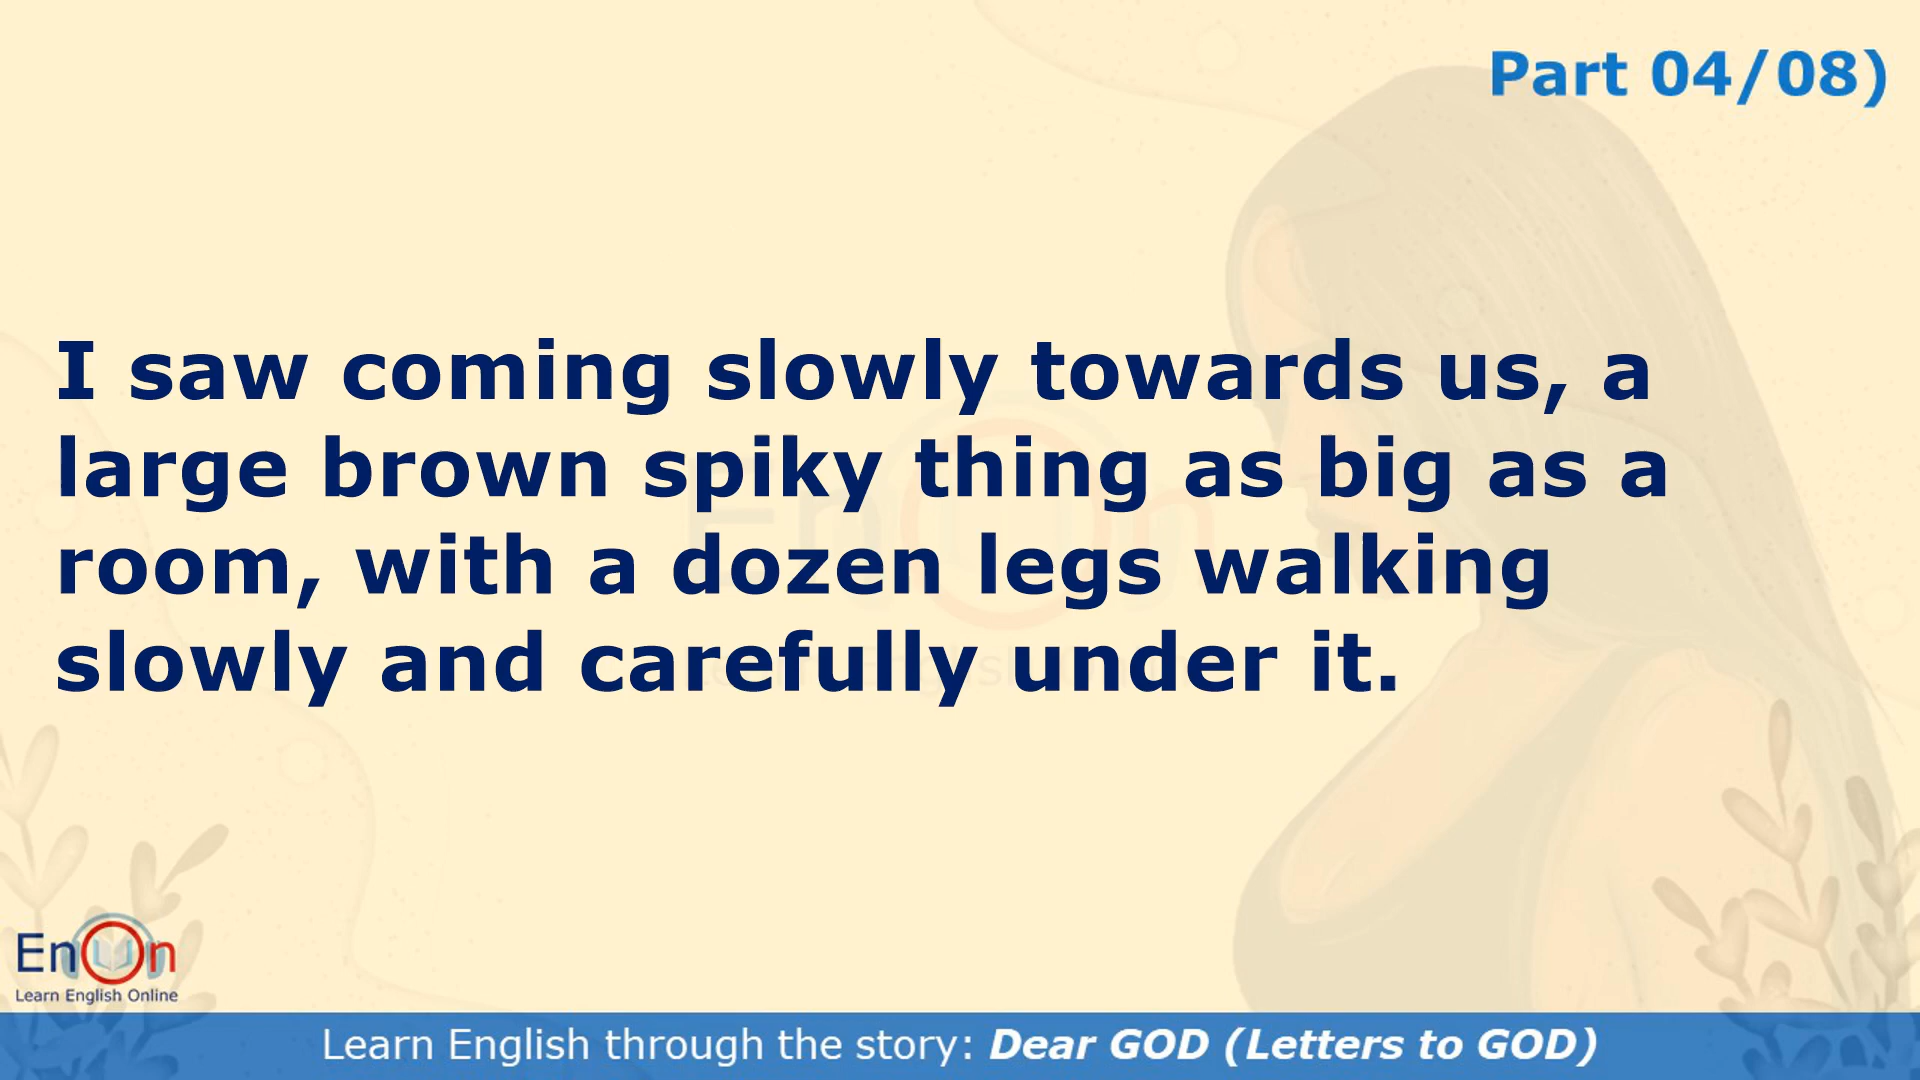 Part 04/08)
I saw coming slowly towards us, a
large brown spiky thing as big as a
room, with a dozen legs walking
slowly and carefully under it.
EnOn
Learn English Online
Learn English through the story: Dear GOD (Letters to GOD)